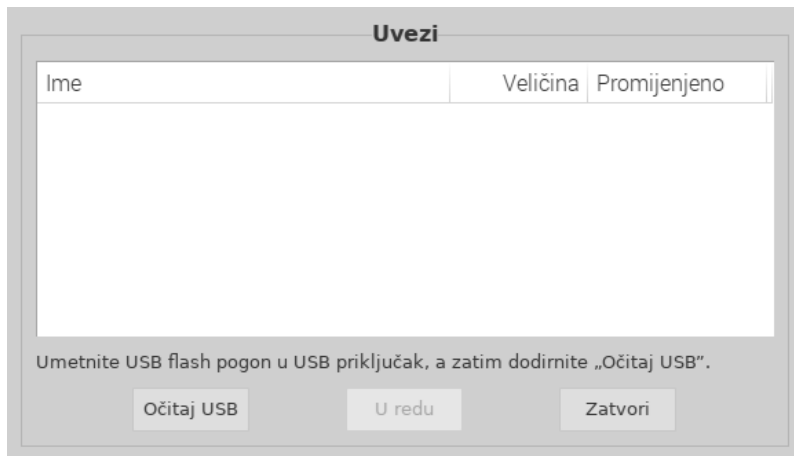 Uvezi
Ime Veličina Promijenjeno
Umetnite USB flash pogon u USB priključak, a zatim dodirnite „Očitaj USB”.
Očitaj USB U redu Zatvori